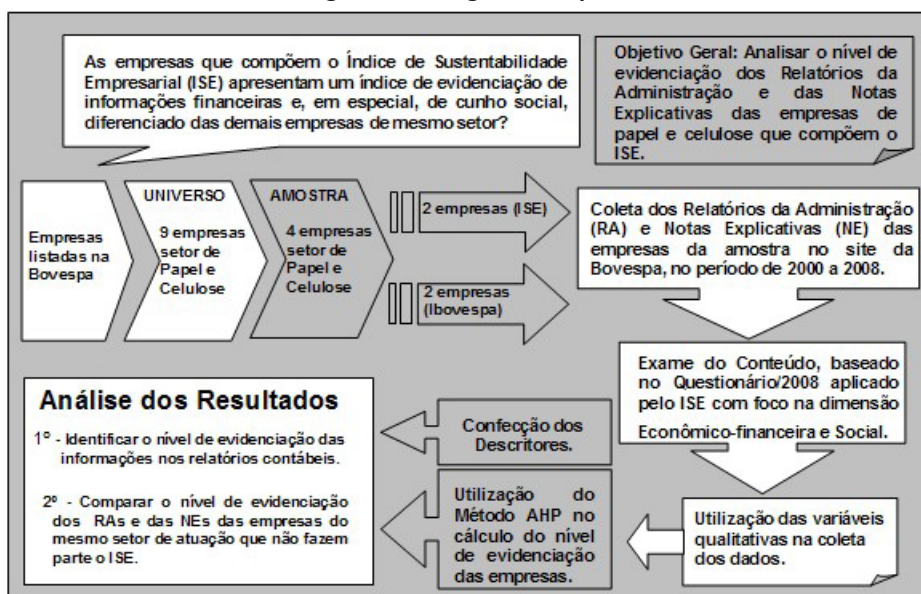 As empresas que compõem o Índice de Sustentabilidade
Empresarial (ISE) apresentam um índice de evidenciação de
informações financeiras e, em especial, de cunho social,
diferenciado das demais empresas de mesmo setor?
Objetivo Geral: Analisar o nível de
evidenciação dos Relatórios da
Administração e das Notas
Explicativas das empresas de
papel e celulose que compõem o
ISE.
Empresas
listadas na
Bovespa
UNIVERSO
9 empresas
setor de
Papel e
Celulose
AMOSTRA
4 empresas
setor de
Papel e
Celulose
2 empresas (ISE)
2 empresas
(Ibovespa)
Coleta dos Relatórios da Administração
(RA) e Notas Explicativas (NE) das
empresas da amostra no site da
Bovespa, no período de 2000 a 2008.
Exame do Conteúdo, baseado
no Questionário/2008 aplicado
pelo ISE com foco na dimensão
Econômico-financeira e Social.
Utilização das variáveis
qualitativas na coleta
dos dados.
Confecção dos
Descritores.
Utilização do
Método AHP no
cálculo do nível
de evidenciação
das empresas.
Análise dos Resultados
1º - Identificar o nível de evidenciação das
informações nos relatórios contábeis.
2º - Comparar o nível de evidenciação
dos RAs e das NEs das empresas do
mesmo setor de atuação que não fazem
parte o ISE.